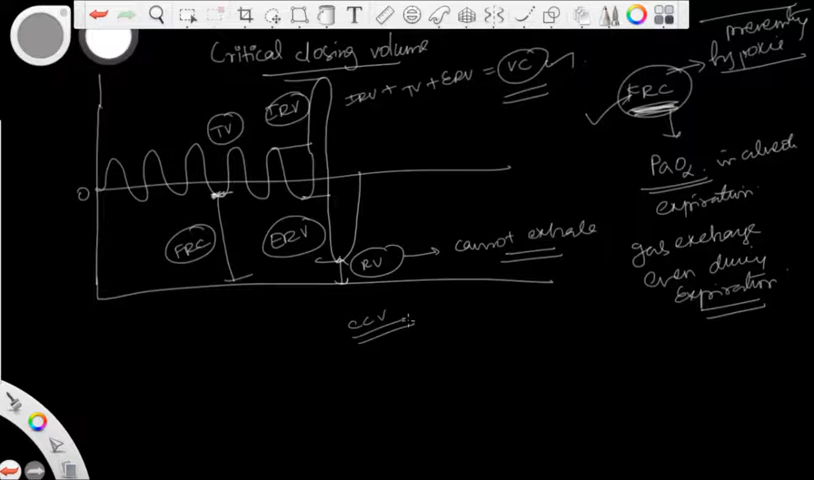 Critical closing volume
IRV + TV + ERV = VC
IRV
TV
0
FRC
ERV
RV
cannot exhale
CCV
FRC
preventing
hypoxia
PaO2 in alveoli
expiration
gas exchange
even during
Expiration